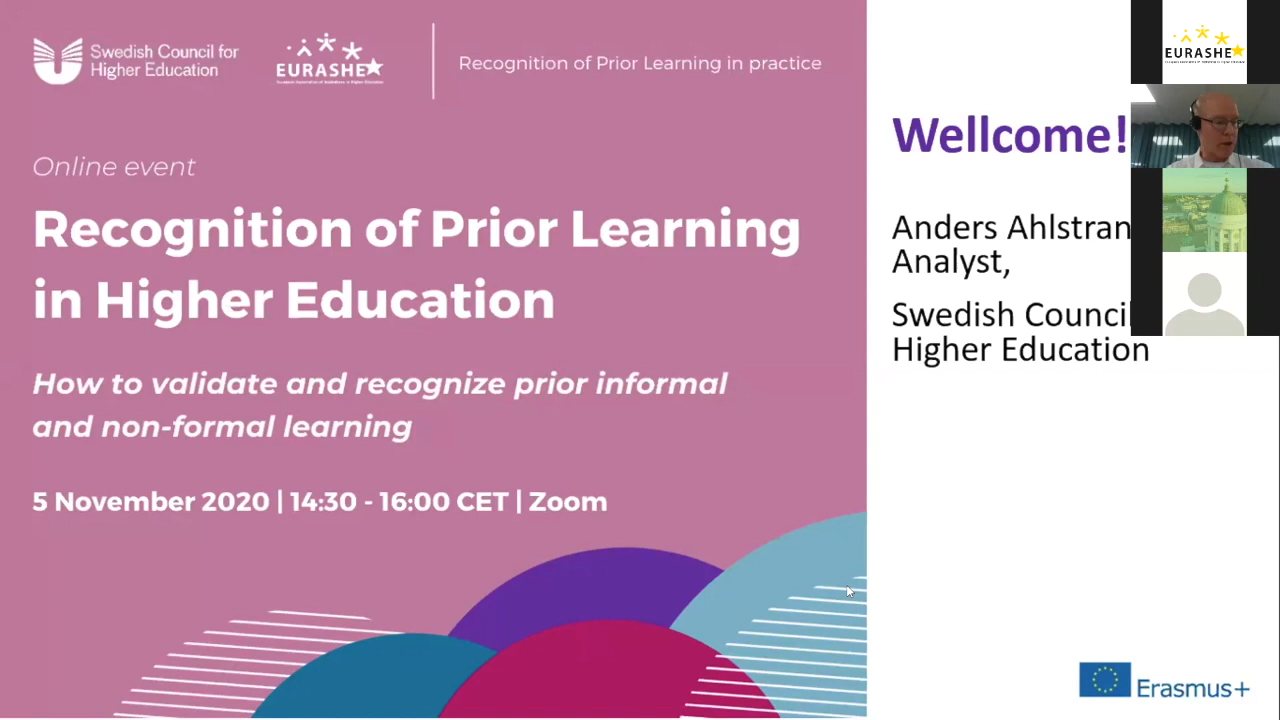 Swedish Council for
Higher Education
EURASHE
Recognition of Prior Learning in practice
Online event
Recognition of Prior Learning
in Higher Education
How to validate and recognize prior informal
and non-formal learning
5 November 2020 | 14:30 - 16:00 CET | Zoom
Wellcome!
Anders Ahlstran
Analyst,
Swedish Council
Higher Education
EURASHE
Erasmus+